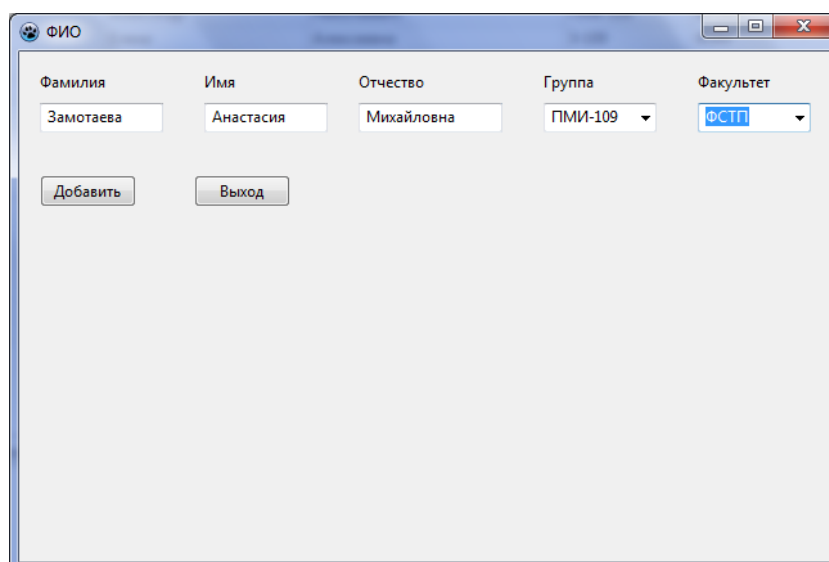 ФИО
Фамилия Имя Отчество Группа Факультет
Замотаева Анастасия Михайловна ПМИ-109 ФСТП
Добавить Выход